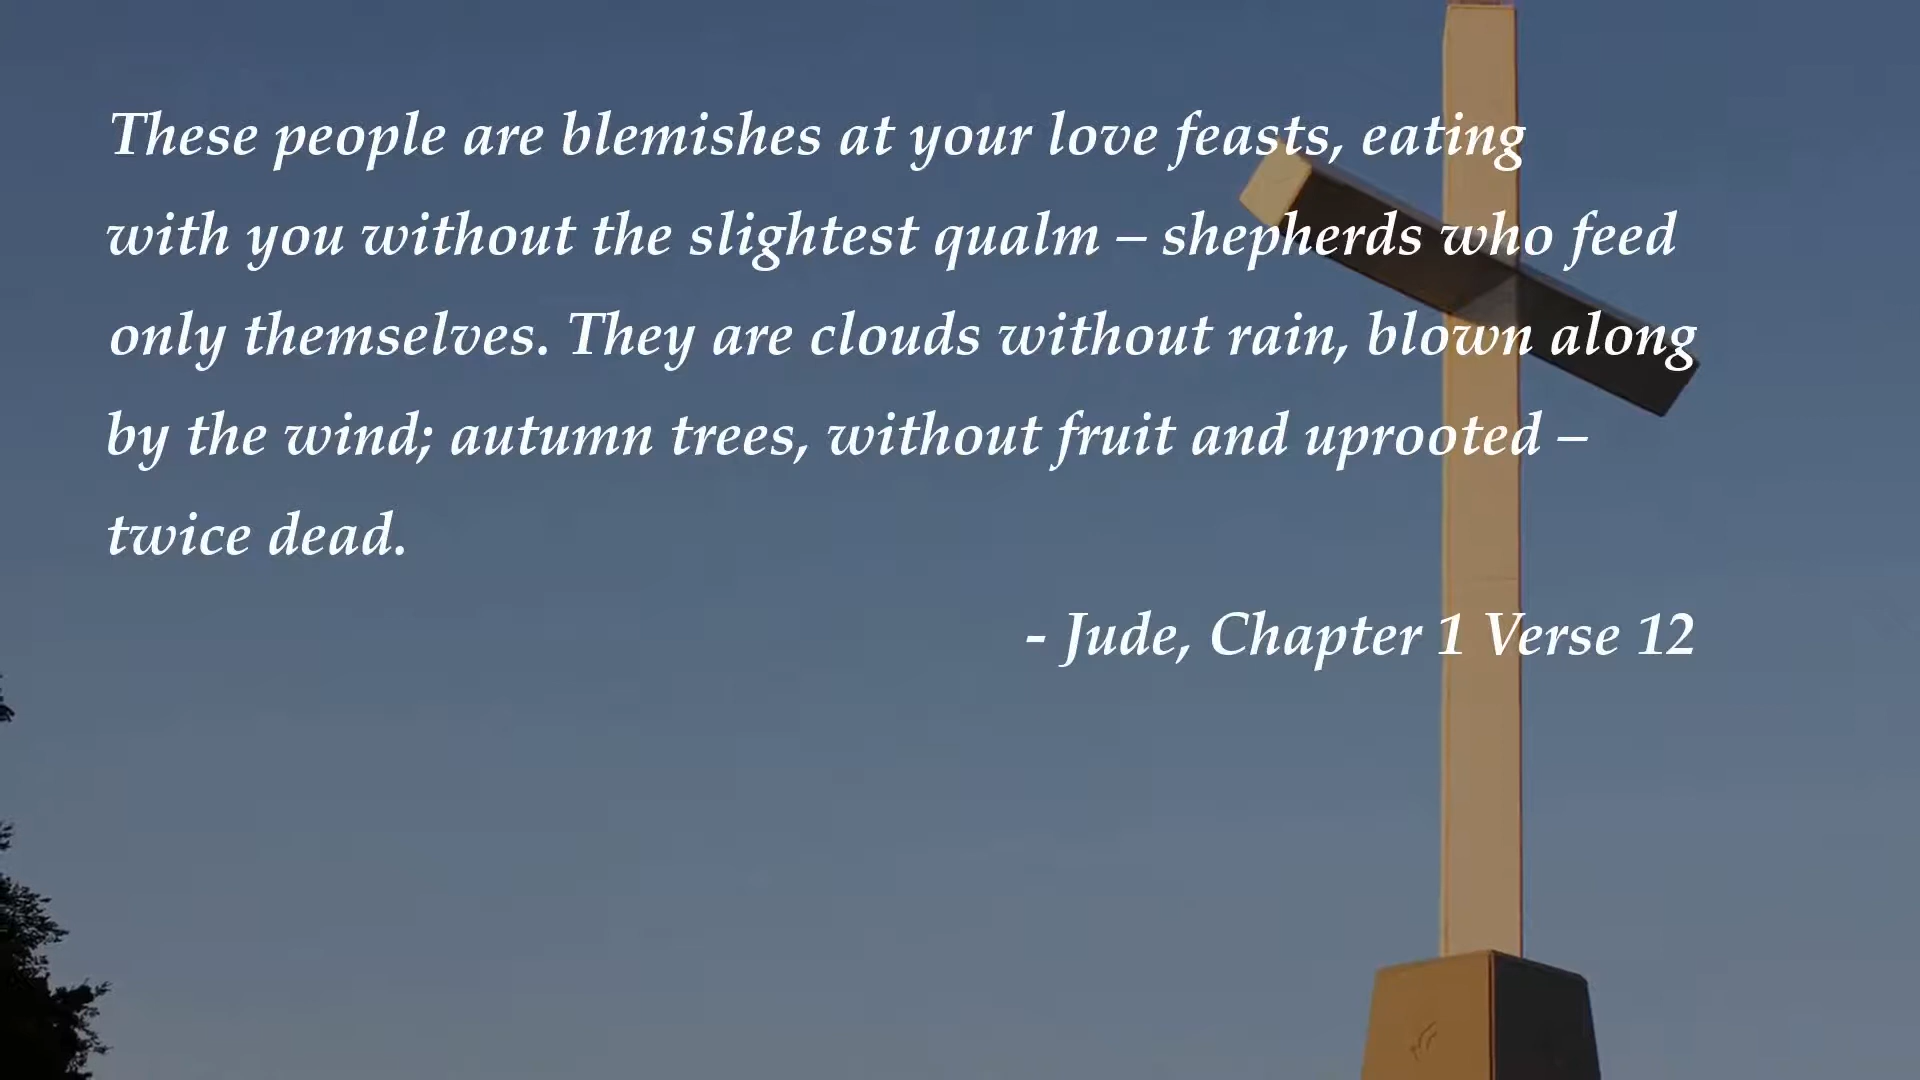 These people are blemishes at your love feasts, eating
with you without the slightest qualm – shepherds who feed
only themselves. They are clouds without rain, blown along
by the wind; autumn trees, without fruit and uprooted –
twice dead.
- Jude, Chapter 1 Verse 12